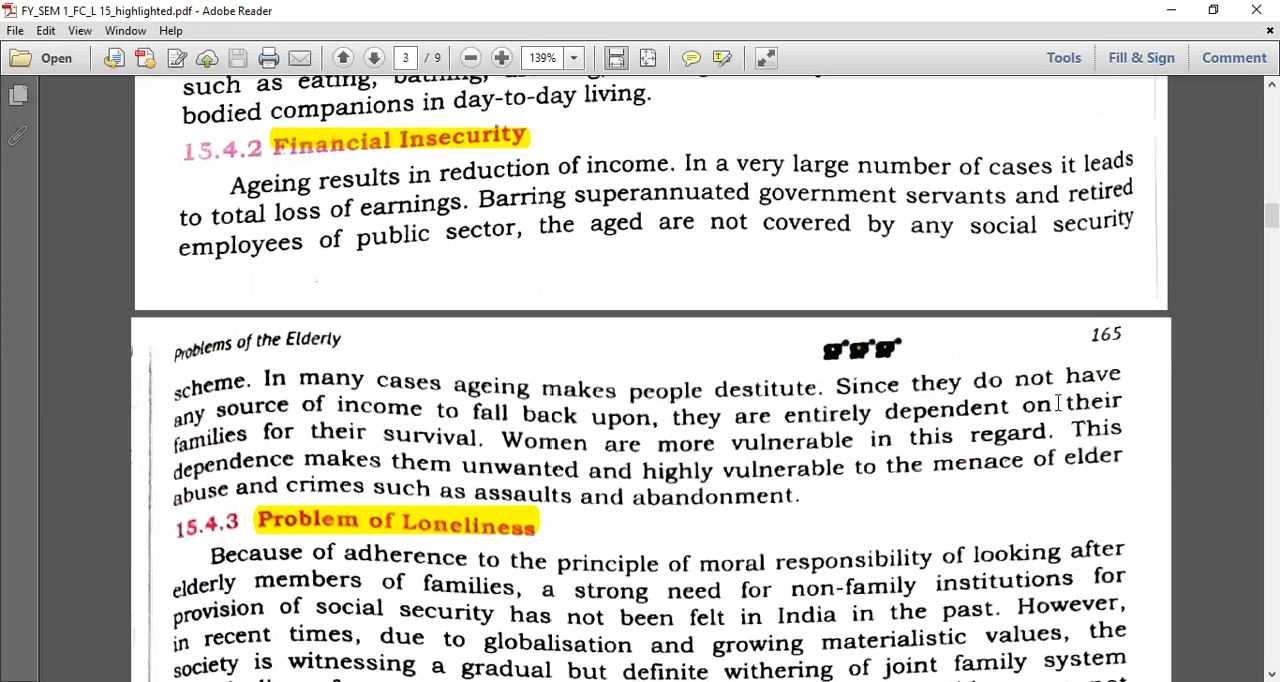 FY_SEM 1_FC_L 15_highlighted.pdf - Adobe Reader
File Edit View Window Help
Open 3 / 9 139% Tools Fill & Sign Comment
such as eating, bathing,
bodied companions in day-to-day living.
15.4.2 Financial Insecurity
Ageing results in reduction of income. In a very large number of cases it leads
to total loss of earnings. Barring superannuated government servants and retired
employees of public sector, the aged are not covered by any social security
Problems of the Elderly 165
scheme. In many cases ageing makes people destitute. Since they do not have
any source of income to fall back upon, they are entirely dependent on their
families for their survival. Women are more vulnerable in this regard. This
dependence makes them unwanted and highly vulnerable to the menace of elder
abuse and crimes such as assaults and abandonment.
15.4.3 Problem of Loneliness
Because of adherence to the principle of moral responsibility of looking after
elderly members of families, a strong need for non-family institutions for
provision of social security has not been felt in India in the past. However,
in recent times, due to globalisation and growing materialistic values, the
society is witnessing a gradual but definite withering of joint family system